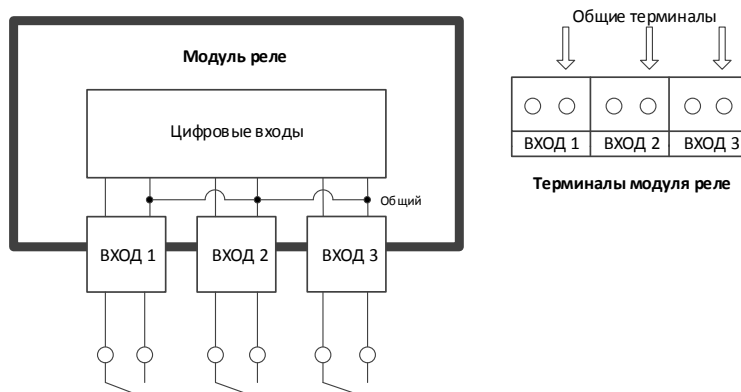 Модуль реле
Цифровые входы
Общий
ВХОД 1
ВХОД 2
ВХОД 3
Общие терминалы
ВХОД 1
ВХОД 2
ВХОД 3
Терминалы модуля реле